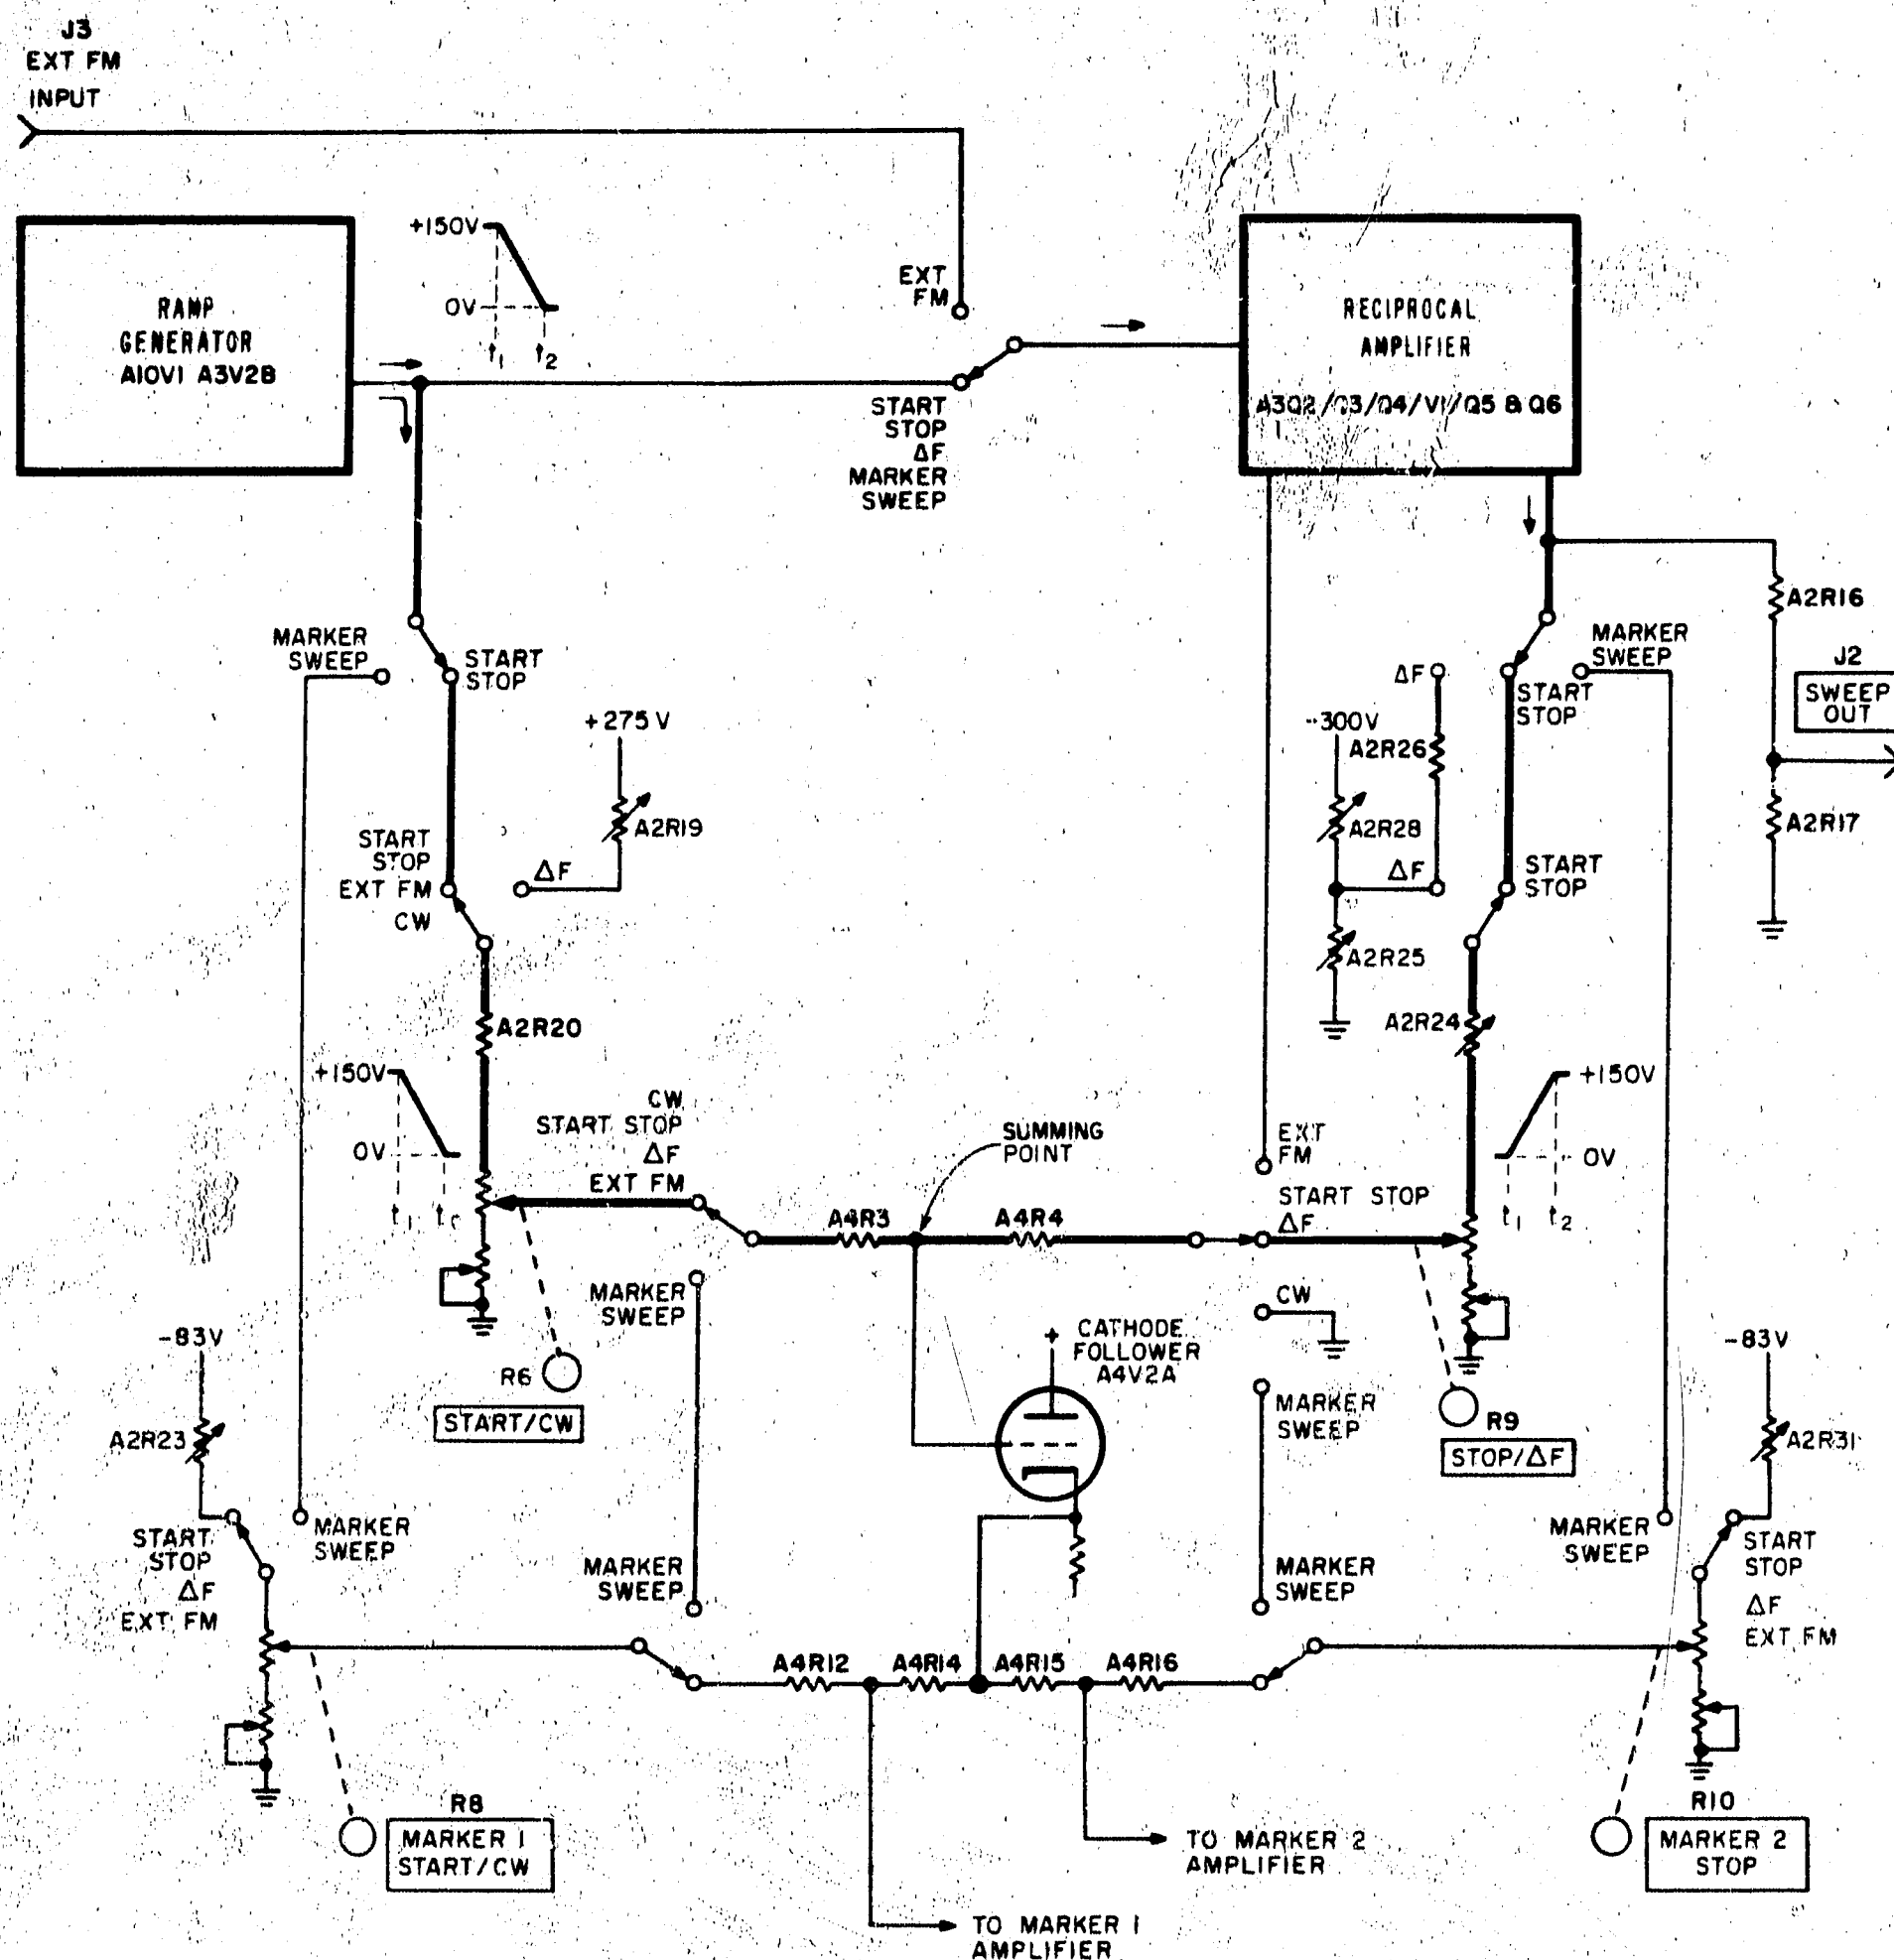 J3
EXT FM
INPUT
+150V
0V
t1
t2
RAMP
GENERATOR
A10V1 A3V2B
EXT
FM
START
STOP
ΔF
MARKER
SWEEP
RECIPROCAL
AMPLIFIER
A3Q2/Q3/Q4/V1/Q5 & Q6
MARKER
SWEEP
START
STOP
+275V
A2R19
START
STOP
EXT FM
CW
ΔF
A2R20
-300V
ΔF
A2R26
A2R28
ΔF
A2R25
START
STOP
MARKER
SWEEP
START
STOP
A2R24
A2R16
J2
SWEEP
OUT
A2R17
+150V
0V
t1
CW
START STOP
ΔF
EXT FM
SUMMING
POINT
A4R3
A4R4
EXT
FM
START STOP
ΔF
+150V
0V
t1
t2
MARKER
SWEEP
CW
+
CATHODE
FOLLOWER
A4V2A
MARKER
SWEEP
R6
START/CW
R9
STOP/ΔF
-83V
A2R23
START
STOP
ΔF
EXT FM
MARKER
SWEEP
MARKER
SWEEP
MARKER
SWEEP
MARKER
SWEEP
-83V
A2R31
START
STOP
ΔF
EXT FM
A4R12
A4R14
A4R15
A4R16
R8
MARKER 1
START/CW
TO MARKER 2
AMPLIFIER
TO MARKER 1
AMPLIFIER
R10
MARKER 2
STOP